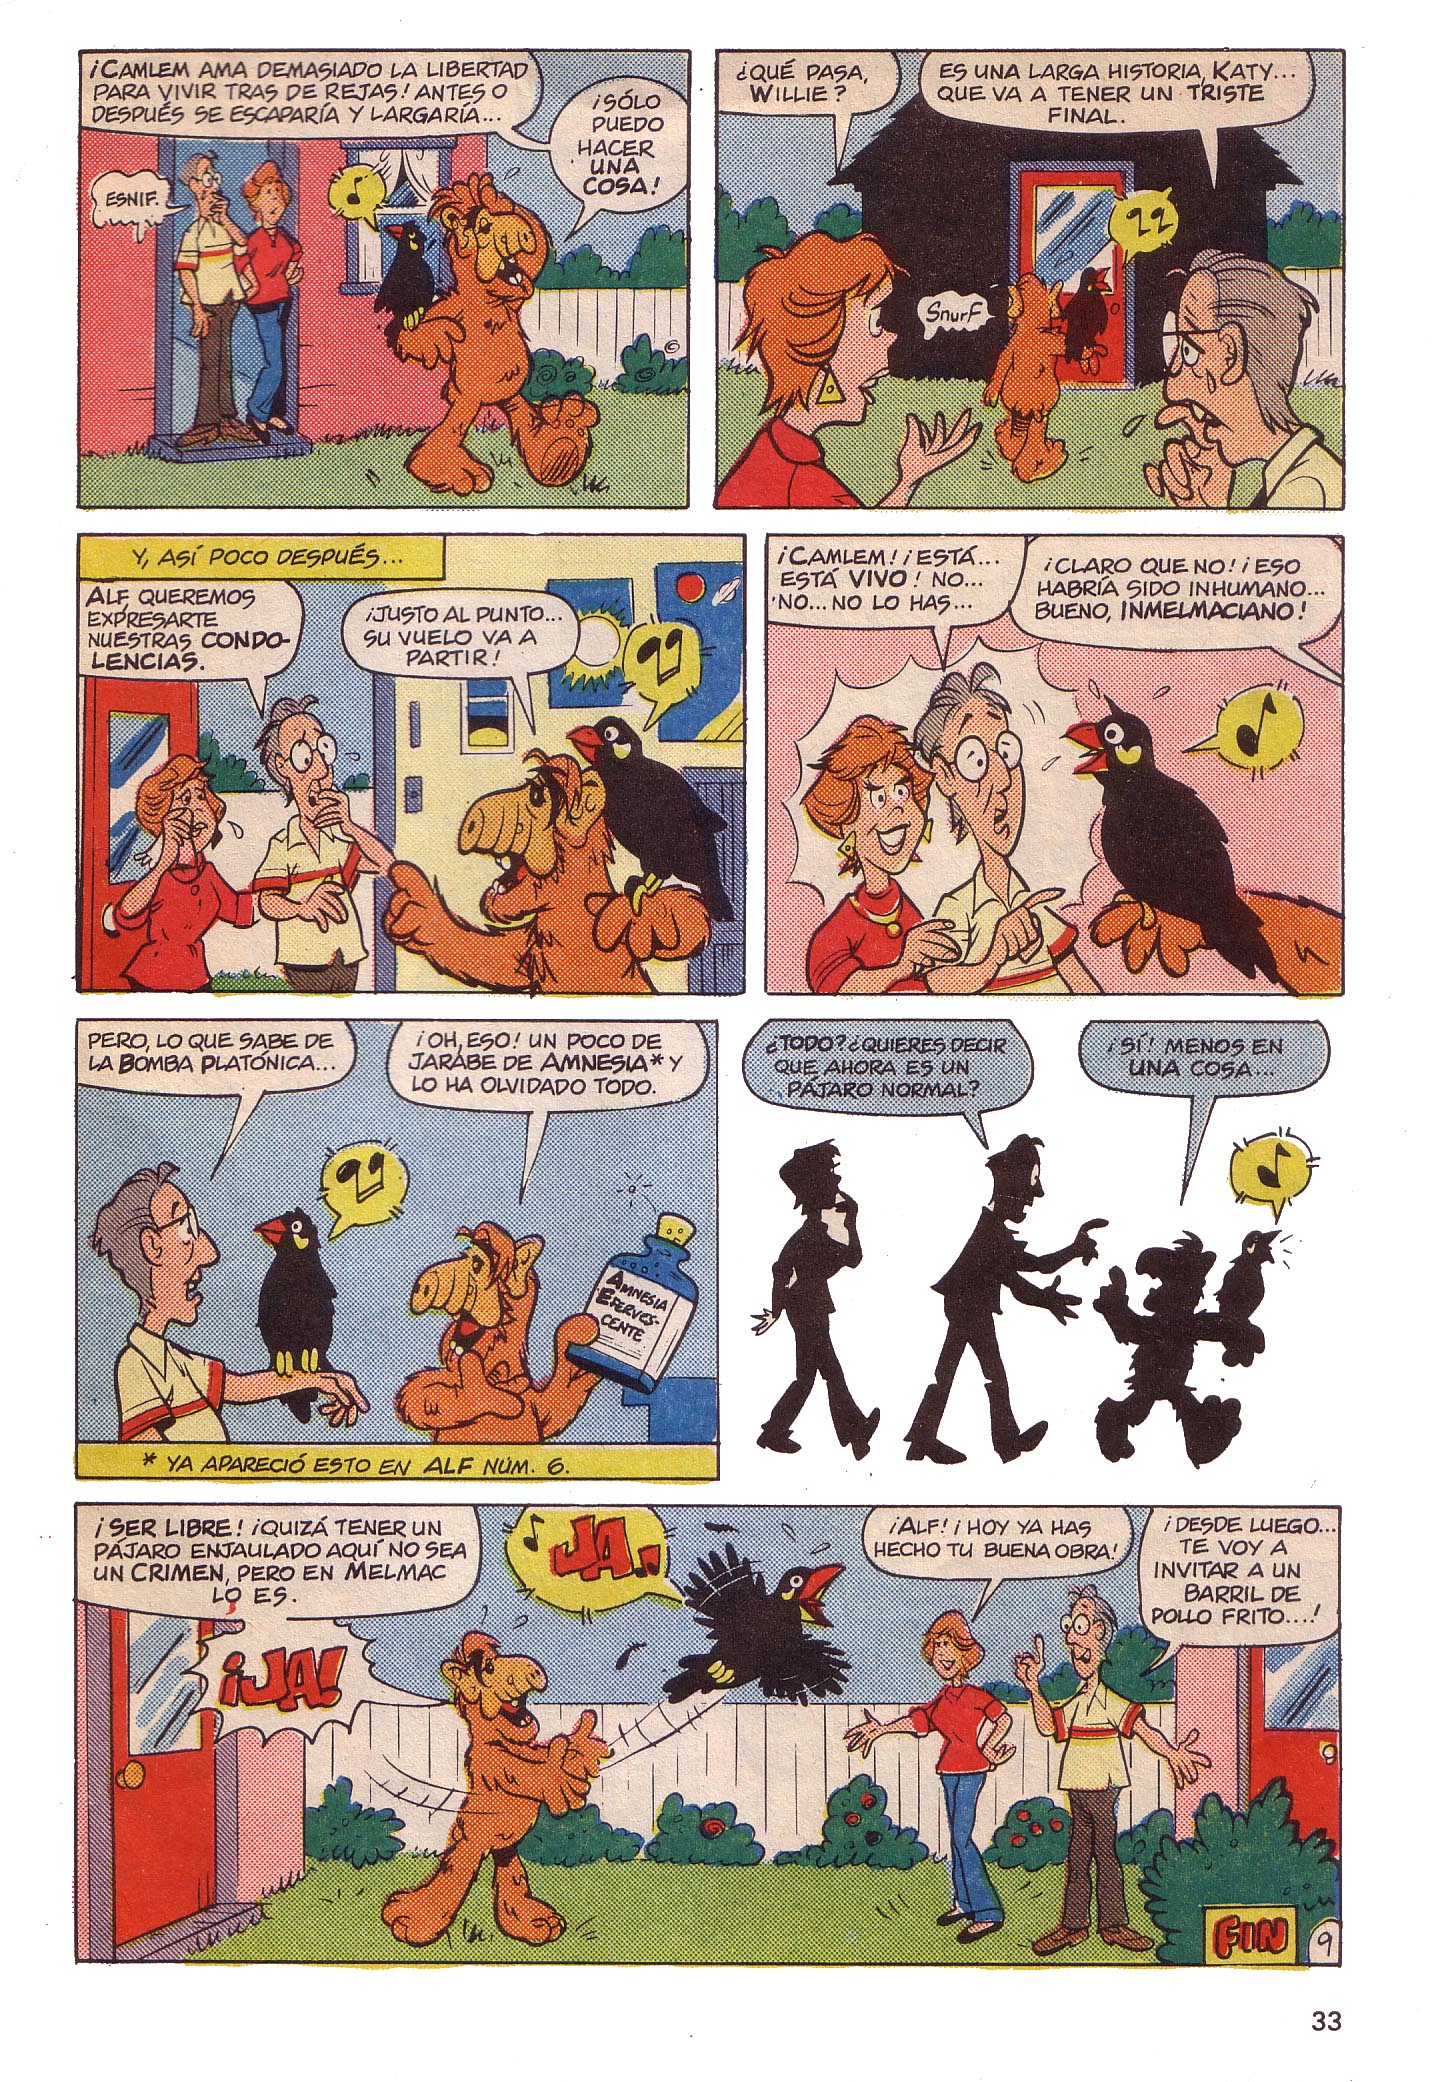 ¡CAMLEM AMA DEMASIADO LA LIBERTAD
PARA VIVIR TRAS DE REJAS! ANTES O
DESPUÉS SE ESCAPARÍA Y LARGARÍA...
ESNIF.
¡SÓLO
PUEDO
HACER
UNA
COSA!
©
¿QUÉ PASA,
WILLIE?
ES UNA LARGA HISTORIA, KATY...
QUE VA A TENER UN TRISTE
FINAL.
SNURF
Y, ASÍ POCO DESPUÉS...
ALF QUEREMOS
EXPRESARTE
NUESTRAS CONDO-
LENCIAS.
¡JUSTO AL PUNTO...
SU VUELO VA A
PARTIR!
¡CAMLEM! ¡ESTÁ...
ESTÁ VIVO! NO...
NO... NO LO HAS...
¡CLARO QUE NO! ¡ESO
HABRÍA SIDO INHUMANO...
BUENO, INMELMACIANO!
PERO, LO QUE SABE DE
LA BOMBA PLATÓNICA...
¡OH, ESO! UN POCO DE
JARABE DE AMNESIA* Y
LO HA OLVIDADO TODO.
AMNESIA
EFERVES-
CENTE
* YA APARECIÓ ESTO EN ALF NÚM. 6.
¿TODO? ¿QUIERES DECIR
QUE AHORA ES UN
PÁJARO NORMAL?
¡SÍ! MENOS EN
UNA COSA...
¡SER LIBRE! ¡QUIZÁ TENER UN
PÁJARO ENJAULADO AQUÍ NO SEA
UN CRIMEN, PERO EN MELMAC
LO ES.
¡JA!
JA
¡ALF! ¡HOY YA HAS
HECHO TU BUENA OBRA!
¡DESDE LUEGO...
TE VOY A
INVITAR A UN
BARRIL DE
POLLO FRITO....!
FIN
9
33